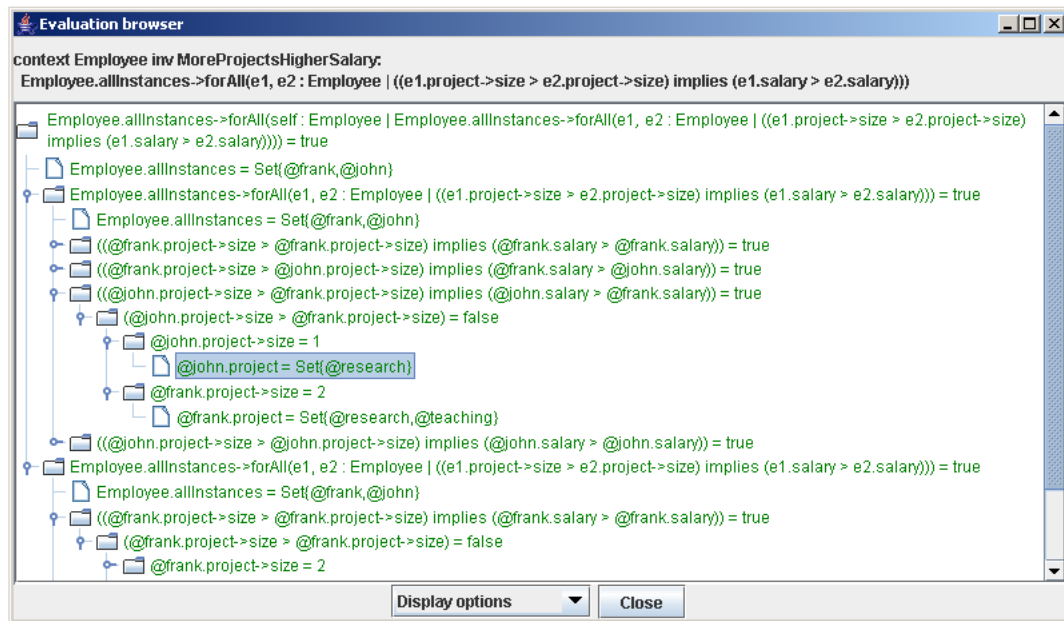 Evaluation browser
context Employee inv MoreProjectsHigherSalary:
Employee.allInstances->forAll(e1, e2 : Employee | ((e1.project->size > e2.project->size) implies (e1.salary > e2.salary)))
Employee.allInstances->forAll(self : Employee | Employee.allInstances->forAll(e1, e2 : Employee | ((e1.project->size > e2.project->size)
implies (e1.salary > e2.salary)))) = true
Employee.allInstances = Set{@frank,@john}
Employee.allInstances->forAll(e1, e2 : Employee | ((e1.project->size > e2.project->size) implies (e1.salary > e2.salary))) = true
Employee.allInstances = Set{@frank,@john}
((@frank.project->size > @frank.project->size) implies (@frank.salary > @frank.salary)) = true
((@frank.project->size > @john.project->size) implies (@frank.salary > @john.salary)) = true
((@john.project->size > @frank.project->size) implies (@john.salary > @frank.salary)) = true
(@john.project->size > @frank.project->size) = false
@john.project->size = 1
@john.project = Set{@research}
@frank.project->size = 2
@frank.project = Set{@research,@teaching}
((@john.project->size > @john.project->size) implies (@john.salary > @john.salary)) = true
Employee.allInstances->forAll(e1, e2 : Employee | ((e1.project->size > e2.project->size) implies (e1.salary > e2.salary))) = true
Employee.allInstances = Set{@frank,@john}
((@frank.project->size > @frank.project->size) implies (@frank.salary > @frank.salary)) = true
(@frank.project->size > @frank.project->size) = false
@frank.project->size = 2
Display options
Close